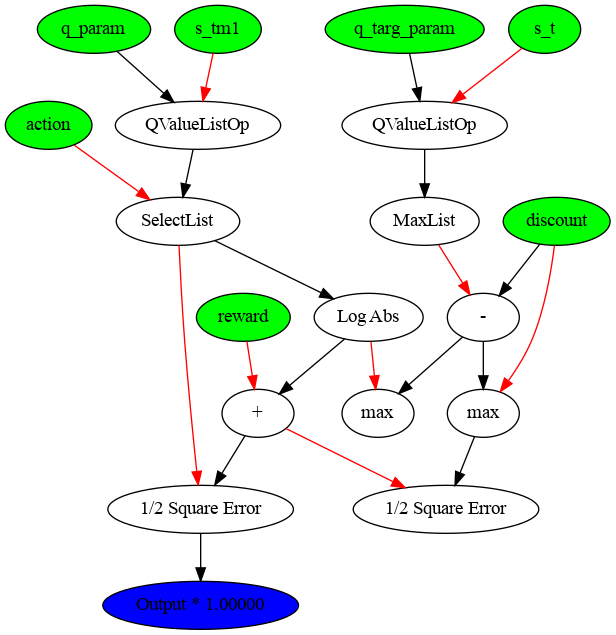 q_param
s_tm1
q_targ_param
s_t
action
QValueListOp
QValueListOp
SelectList
MaxList
discount
reward
Log Abs
-
+
max
max
1/2 Square Error
1/2 Square Error
Output * 1.00000